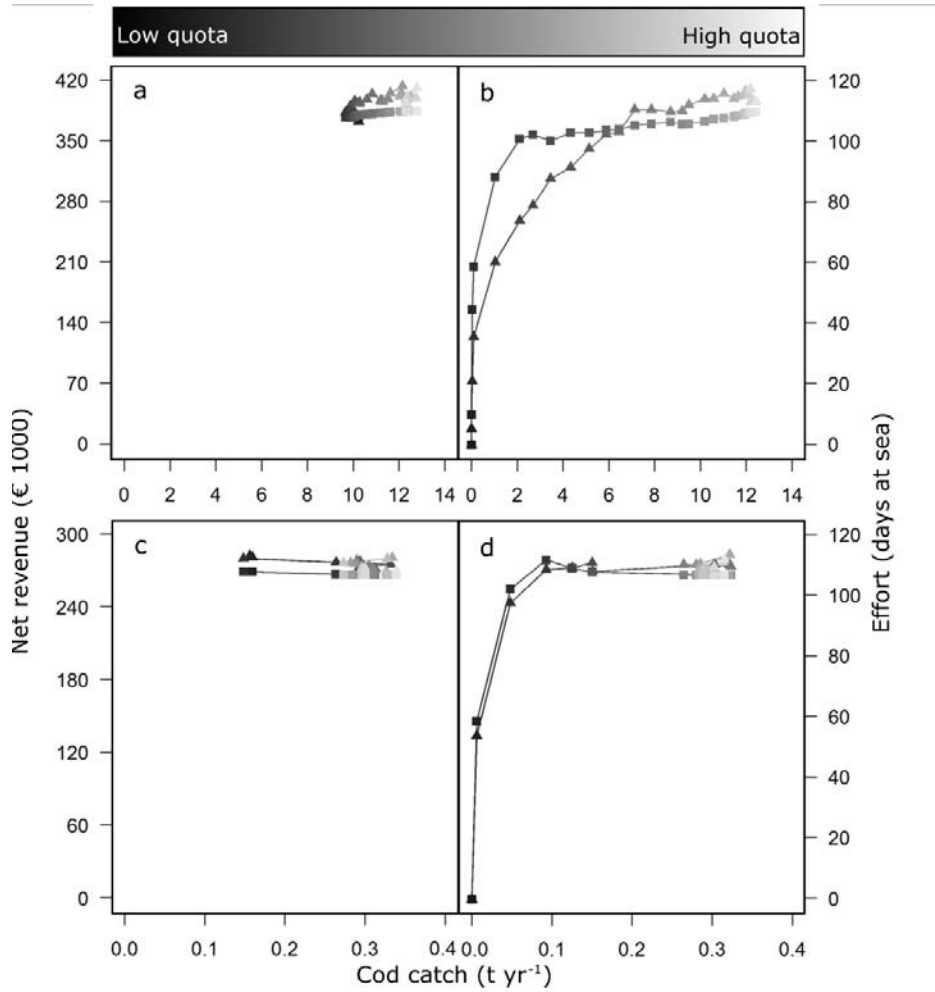 Low quota High quota
a b
420 120
350 100
280 80
210 60
140 40
70 20
0 0
0 2 4 6 8 10 12 14 0 2 4 6 8 10 12 14
c d
300 120
240 100
180 80
120 60
60 40
0 20
0
0.0 0.1 0.2 0.3 0.4 0.0 0.1 0.2 0.3 0.4
Net revenue (€ 1000)
Effort (days at sea)
Cod catch (t yr⁻¹)